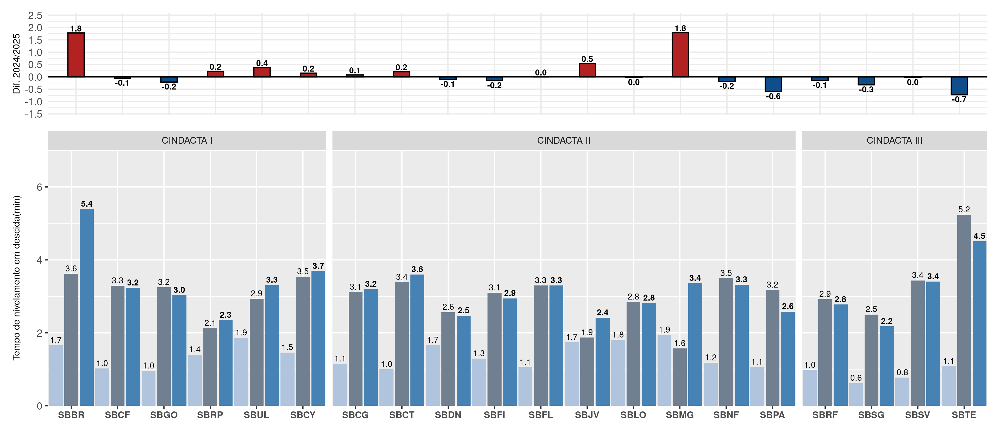 Dif. 2024/2025
2.5
2.0
1.5
1.0
0.5
0.0
-0.5
-1.0
-1.5
1.8 -0.1 -0.2 0.2 0.4 0.2 0.1 0.2 -0.1 -0.2 0.0 0.5 0.0 1.8 -0.2 -0.6 -0.1 -0.3 0.0 -0.7
CINDACTA I CINDACTA II CINDACTA III
Tempo de nivelamento em descida(min)
6
4
2
0
1.7 3.6 5.4 1.0 3.3 3.2 1.0 3.2 3.0 1.4 2.1 2.3 1.9 2.9 3.3 1.5 3.5 3.7
1.1 3.1 3.2 1.0 3.4 3.6 1.7 2.6 2.5 1.3 3.1 2.9 1.1 3.3 3.3 1.7 1.9 2.4 1.8 2.8 2.8 1.9 1.6 3.4 1.2 3.5 3.3 1.1 3.2 2.6
1.0 2.9 2.8 0.6 2.5 2.2 0.8 3.4 3.4 1.1 5.2 4.5
SBBR SBCF SBGO SBRP SBUL SBCY SBCG SBCT SBDN SBFI SBFL SBJV SBLO SBMG SBNF SBPA SBRF SBSG SBSV SBTE